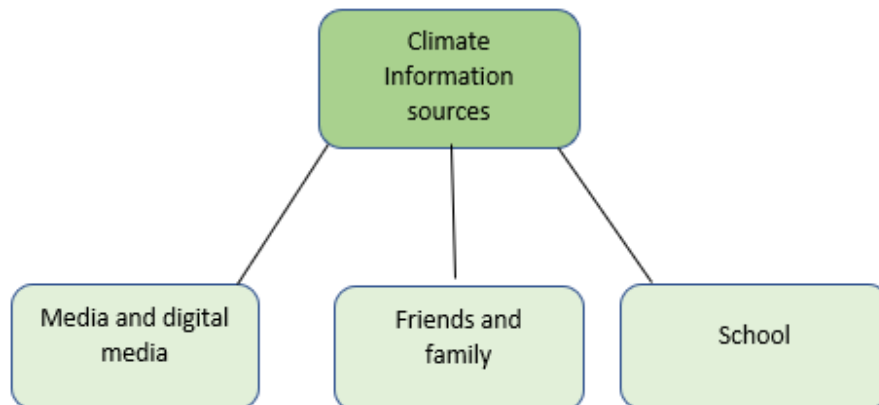 Climate
Information
sources
Media and digital
media
Friends and
family
School